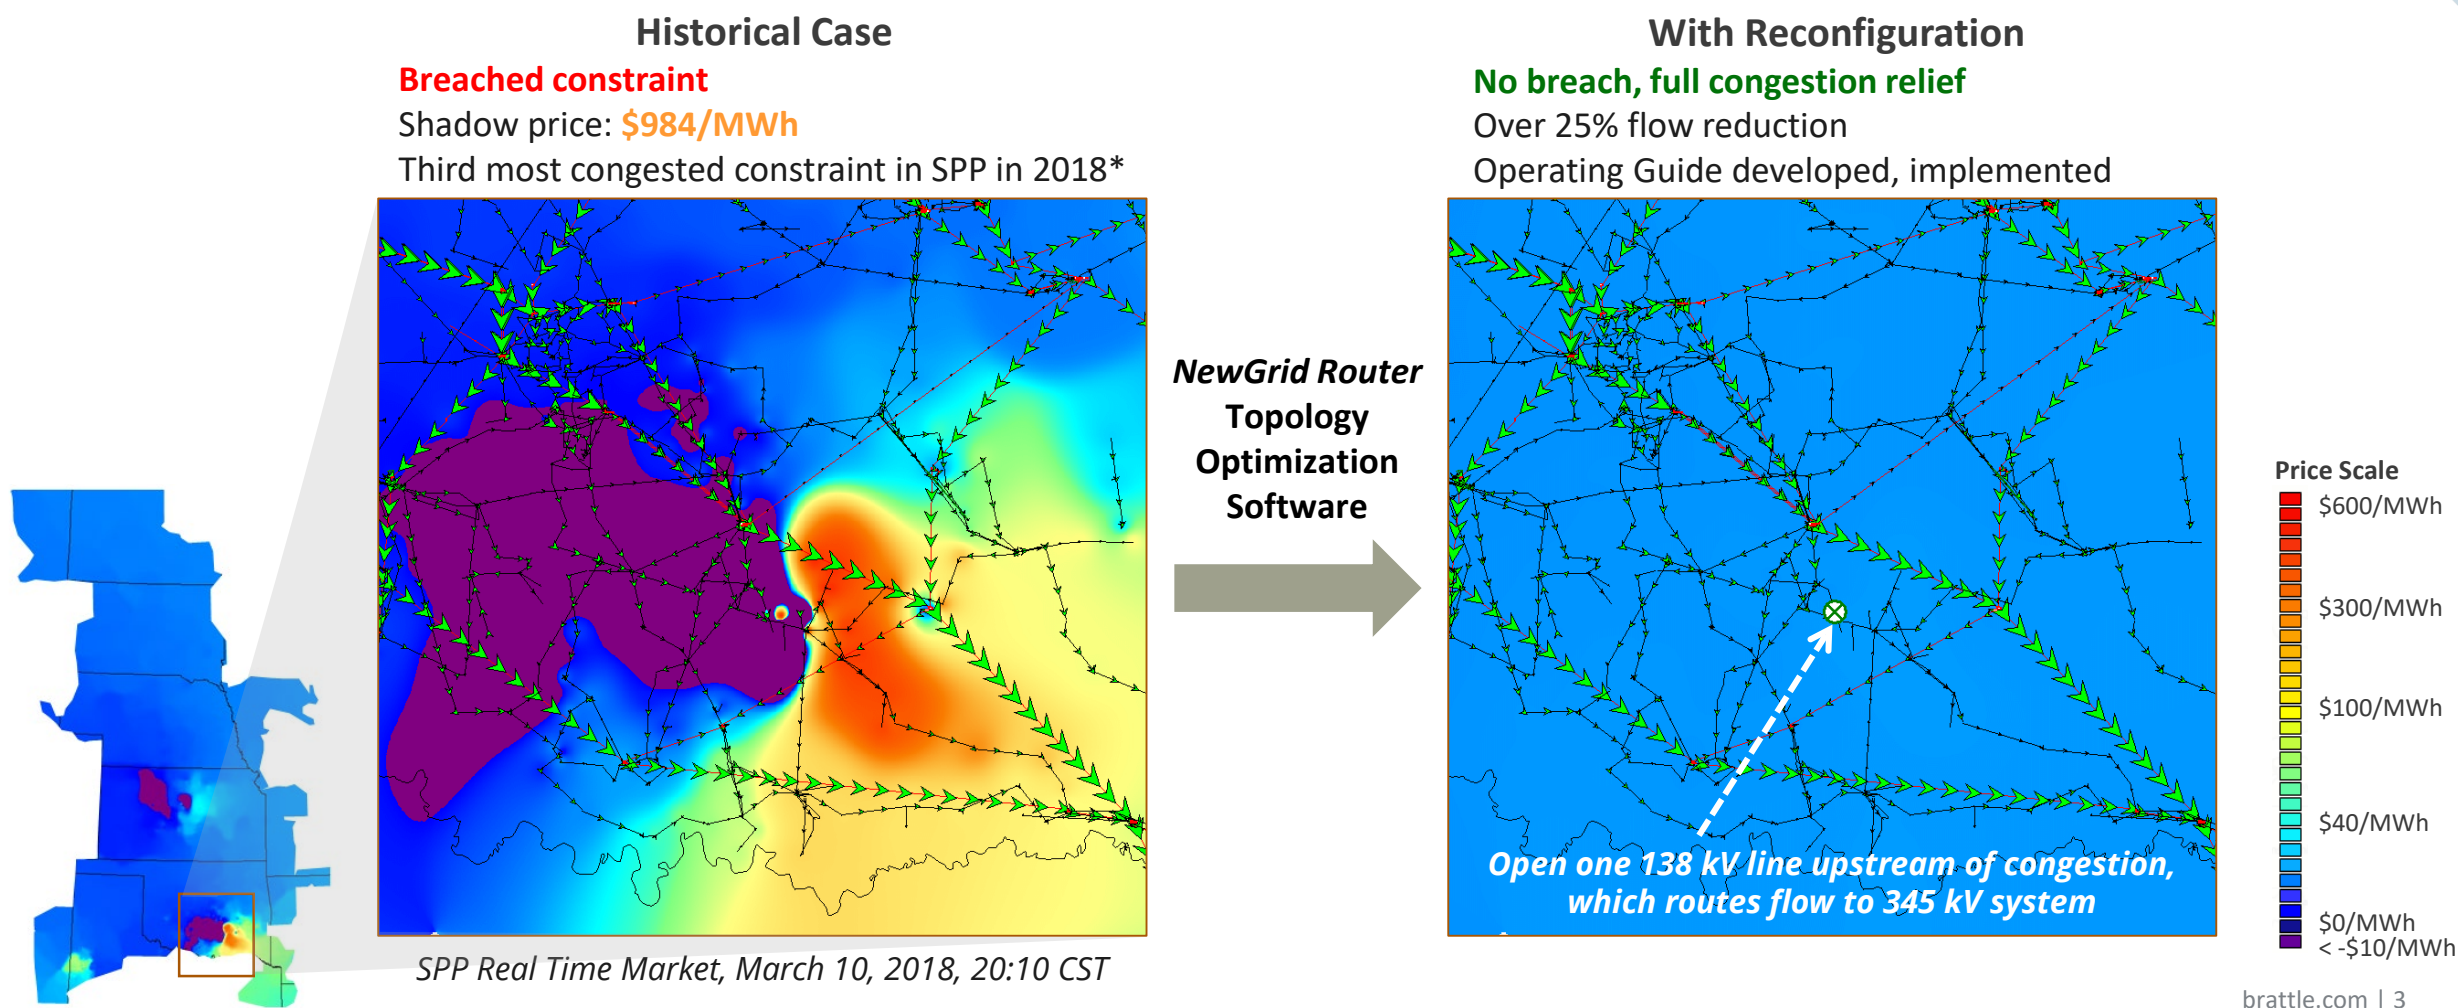 Historical Case
Breached constraint
Shadow price: $984/MWh
Third most congested constraint in SPP in 2018*
With Reconfiguration
No breach, full congestion relief
Over 25% flow reduction
Operating Guide developed, implemented
NewGrid Router
Topology
Optimization
Software
Open one 138 kV line upstream of congestion,
which routes flow to 345 kV system
Price Scale
$600/MWh
$300/MWh
$100/MWh
$40/MWh
$0/MWh
< -$10/MWh
SPP Real Time Market, March 10, 2018, 20:10 CST
brattle.com | 3